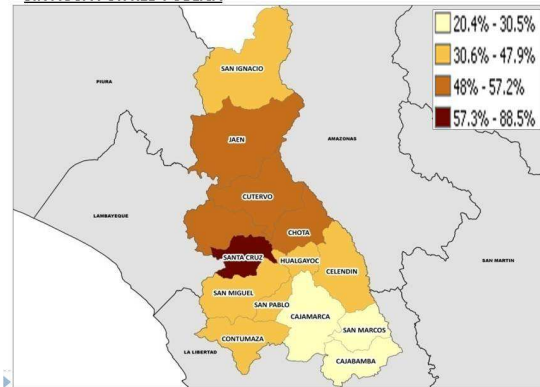 20.4% - 30.5%
30.6% - 47.9%
48% - 57.2%
57.3% - 88.5%
SAN IGNACIO
PIURA
JAEN
AMAZONAS
CUTERVO
LAMBAYEQUE
CHOTA
SANTA CRUZ
HUALGAYOC
SAN MARTIN
CELENDIN
SAN MIGUEL
SAN PABLO
CAJAMARCA
SAN MARCOS
CONTUMAZA
LA LIBERTAD
CAJABAMBA